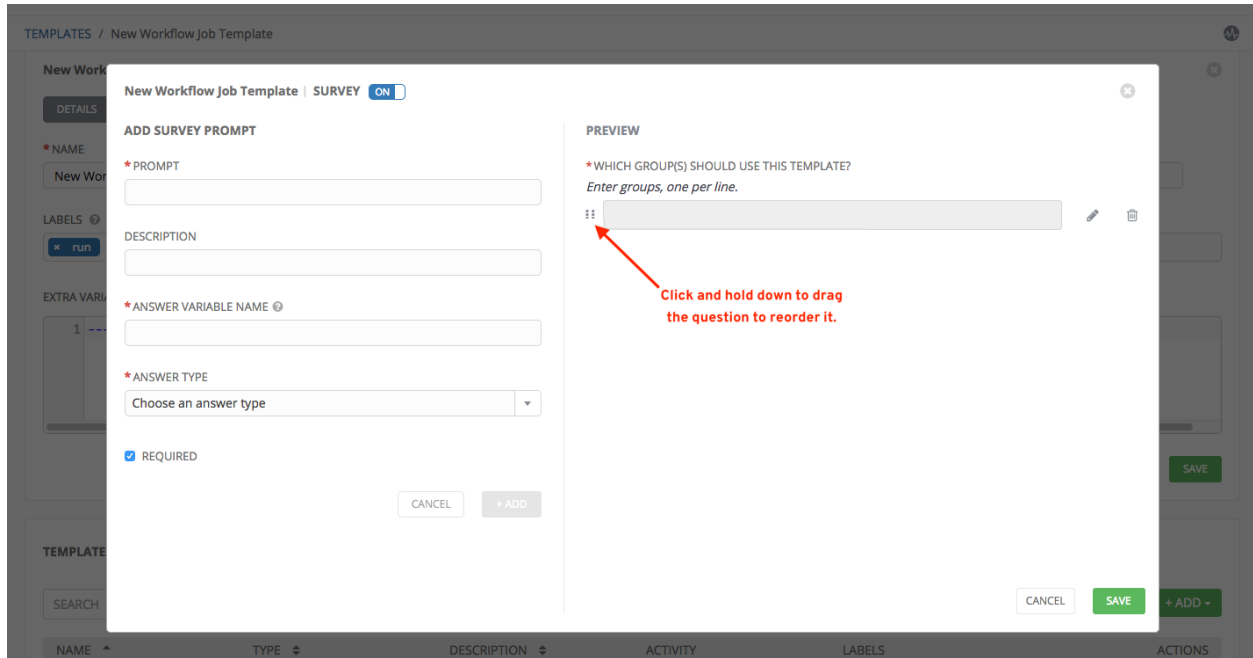 TEMPLATES / New Workflow Job Template
New Work
New Workflow Job Template | SURVEY ON
DETAILS
ADD SURVEY PROMPT
PREVIEW
* NAME
* PROMPT
* WHICH GROUP(S) SHOULD USE THIS TEMPLATE?
New Wor
Enter groups, one per line.
LABELS
DESCRIPTION
× run
EXTRA VARIA
* ANSWER VARIABLE NAME
Click and hold down to drag
the question to reorder it.
1 ---
* ANSWER TYPE
Choose an answer type
REQUIRED
SAVE
CANCEL + ADD
TEMPLATE
SEARCH
CANCEL SAVE
+ ADD
NAME TYPE DESCRIPTION ACTIVITY LABELS ACTIONS